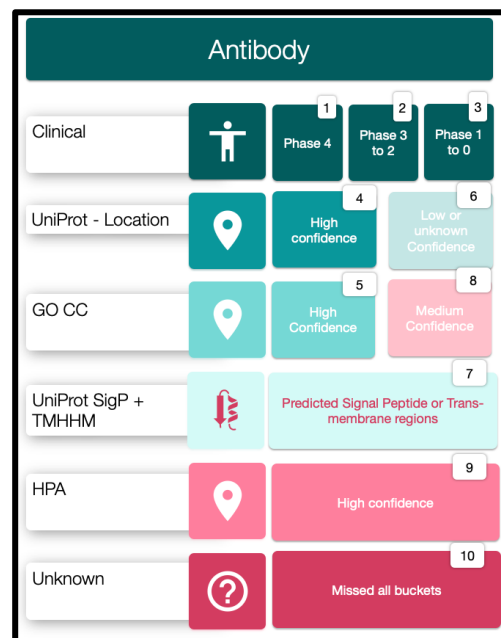 Antibody
1
2
3
Clinical
Phase 4
Phase 3
to 2
Phase 1
to 0
4
6
UniProt - Location
High
confidence
Low or
unknown
Confidence
5
8
GO CC
High
Confidence
Medium
Confidence
7
UniProt SigP +
TMHHM
Predicted Signal Peptide or Trans-
membrane regions
9
HPA
High confidence
10
Unknown
?
Missed all buckets